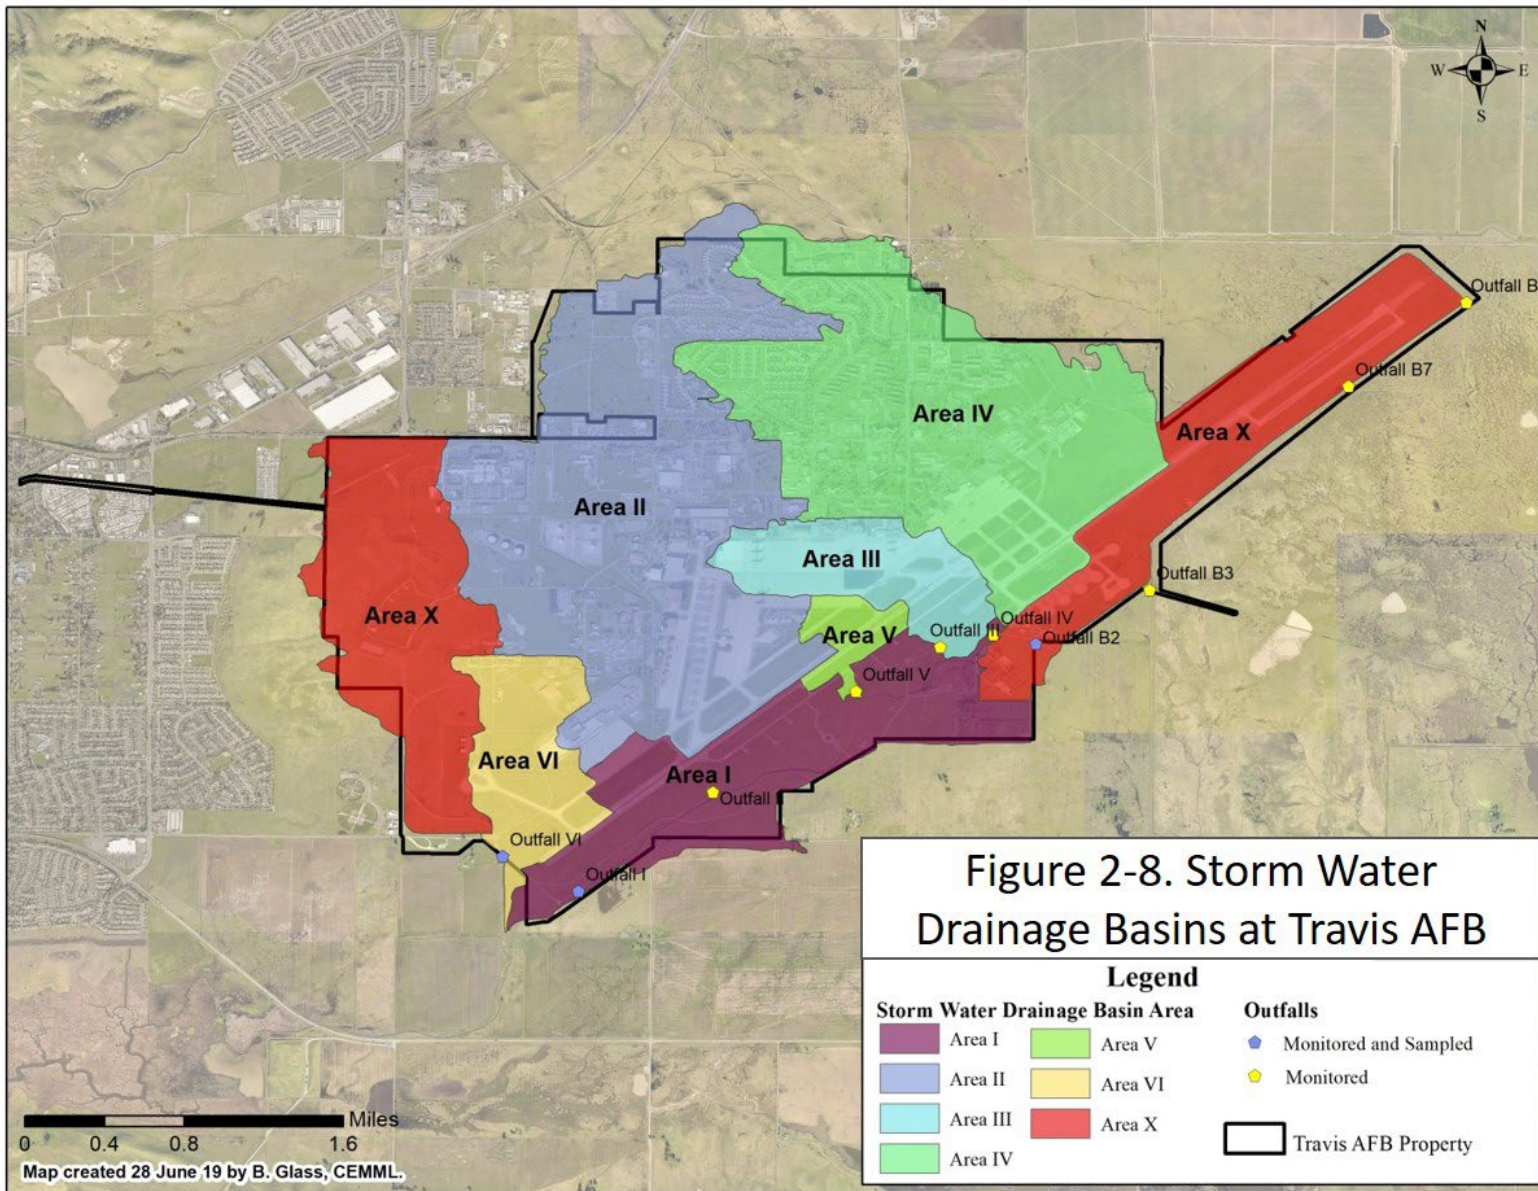 N
W E
S
Outfall B
Outfall B7
Area IV
Area X
Area II
Area III
Outfall B3
Area X
Outfall IV
Area V
Outfall III
Outfall B2
Outfall V
Area VI
Area I
Outfall II
Outfall VI
Outfall I
Figure 2-8. Storm Water
Drainage Basins at Travis AFB
Legend
Storm Water Drainage Basin Area
Area I
Area II
Area III
Area IV
Area V
Area VI
Area X
Outfalls
Monitored and Sampled
Monitored
Travis AFB Property
Miles
0 0.4 0.8 1.6
Map created 28 June 19 by B. Glass, CEMML.